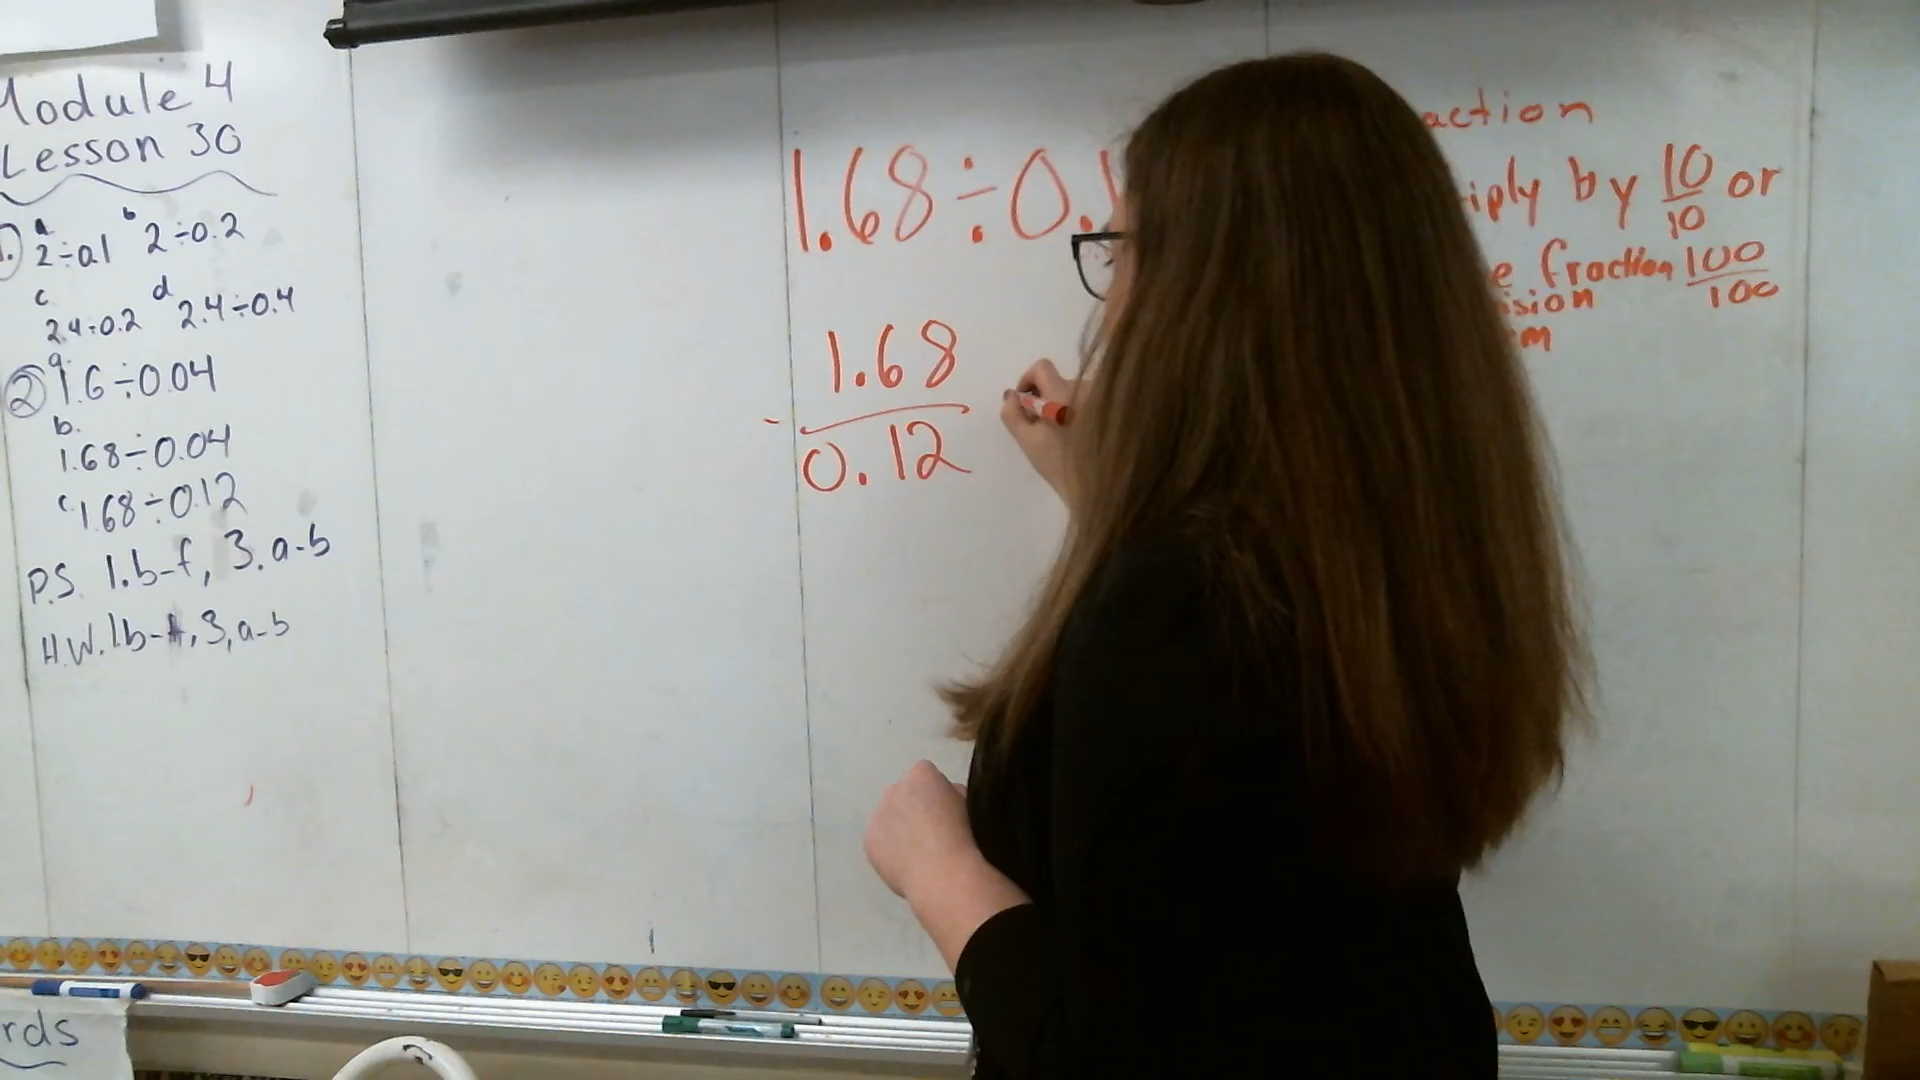 Module 4
Lesson 30
1. a 2÷0.1 b 2÷0.2
c 2.4÷0.2 d 2.4÷0.4
2 a. 1.6÷0.04
b. 1.68÷0.04
c. 1.68÷0.12
P.S. 1.b-f, 3.a-b
H.W. 1b-, 3, a-b
rds
1.68÷0.1
1.68
0.12
action
iply by 10/10 or
e fraction 100/100
ision
m